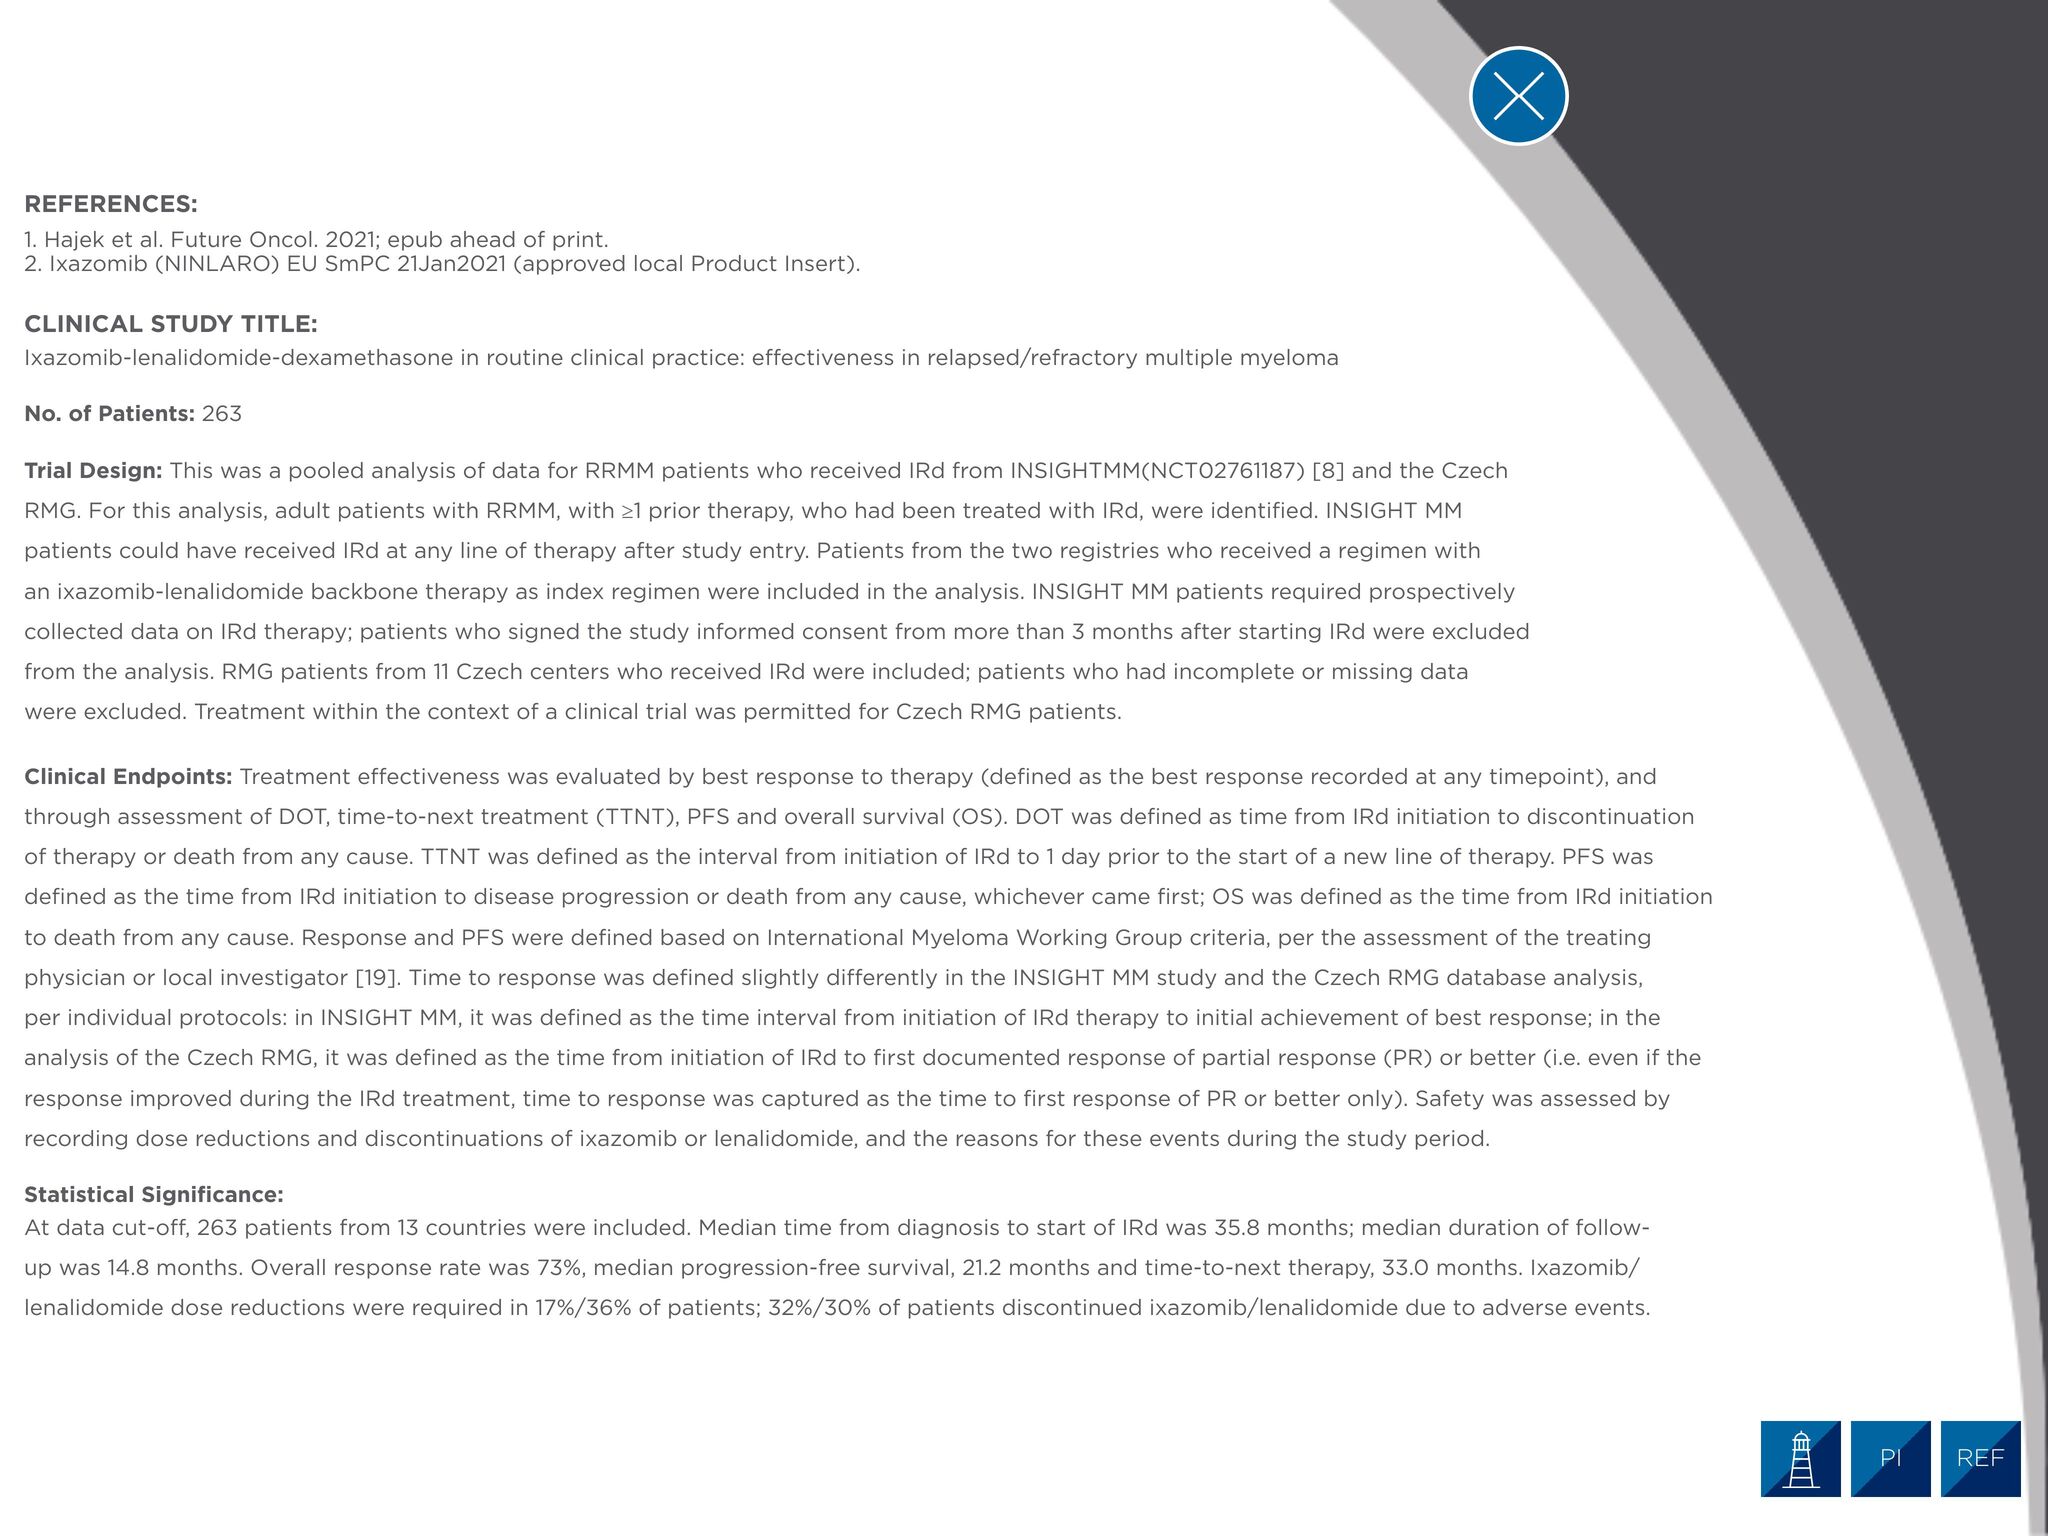 REFERENCES:
1. Hajek et al. Future Oncol. 2021; epub ahead of print.
2. Ixazomib (NINLARO) EU SmPC 21Jan2021 (approved local Product Insert).
CLINICAL STUDY TITLE:
Ixazomib-lenalidomide-dexamethasone in routine clinical practice: effectiveness in relapsed/refractory multiple myeloma
No. of Patients: 263
Trial Design: This was a pooled analysis of data for RRMM patients who received IRd from INSIGHTMM(NCT02761187) [8] and the Czech
RMG. For this analysis, adult patients with RRMM, with ≥1 prior therapy, who had been treated with IRd, were identified. INSIGHT MM
patients could have received IRd at any line of therapy after study entry. Patients from the two registries who received a regimen with
an ixazomib-lenalidomide backbone therapy as index regimen were included in the analysis. INSIGHT MM patients required prospectively
collected data on IRd therapy; patients who signed the study informed consent from more than 3 months after starting IRd were excluded
from the analysis. RMG patients from 11 Czech centers who received IRd were included; patients who had incomplete or missing data
were excluded. Treatment within the context of a clinical trial was permitted for Czech RMG patients.
Clinical Endpoints: Treatment effectiveness was evaluated by best response to therapy (defined as the best response recorded at any timepoint), and
through assessment of DOT, time-to-next treatment (TTNT), PFS and overall survival (OS). DOT was defined as time from IRd initiation to discontinuation
of therapy or death from any cause. TTNT was defined as the interval from initiation of IRd to 1 day prior to the start of a new line of therapy. PFS was
defined as the time from IRd initiation to disease progression or death from any cause, whichever came first; OS was defined as the time from IRd initiation
to death from any cause. Response and PFS were defined based on International Myeloma Working Group criteria, per the assessment of the treating
physician or local investigator [19]. Time to response was defined slightly differently in the INSIGHT MM study and the Czech RMG database analysis,
per individual protocols: in INSIGHT MM, it was defined as the time interval from initiation of IRd therapy to initial achievement of best response; in the
analysis of the Czech RMG, it was defined as the time from initiation of IRd to first documented response of partial response (PR) or better (i.e. even if the
response improved during the IRd treatment, time to response was captured as the time to first response of PR or better only). Safety was assessed by
recording dose reductions and discontinuations of ixazomib or lenalidomide, and the reasons for these events during the study period.
Statistical Significance:
At data cut-off, 263 patients from 13 countries were included. Median time from diagnosis to start of IRd was 35.8 months; median duration of follow-
up was 14.8 months. Overall response rate was 73%, median progression-free survival, 21.2 months and time-to-next therapy, 33.0 months. Ixazomib/
lenalidomide dose reductions were required in 17%/36% of patients; 32%/30% of patients discontinued ixazomib/lenalidomide due to adverse events.
PI REF